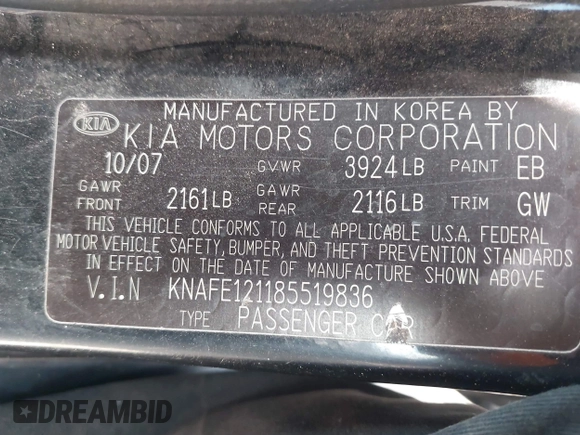 MANUFACTURED IN KOREA BY
KIA KIA MOTORS CORPORATION
10/07 GVWR 3924LB PAINT EB
GAWR FRONT 2161LB GAWR REAR 2116LB TRIM GW
THIS VEHICLE CONFORMS TO ALL APPLICABLE U.S.A. FEDERAL
MOTOR VEHICLE SAFETY, BUMPER, AND THEFT PREVENTION STANDARDS
IN EFFECT ON THE DATE OF MANUFACTURE SHOWN ABOVE
V.I.N KNAFE121185519836
TYPE PASSENGER CAR
DREAMBID